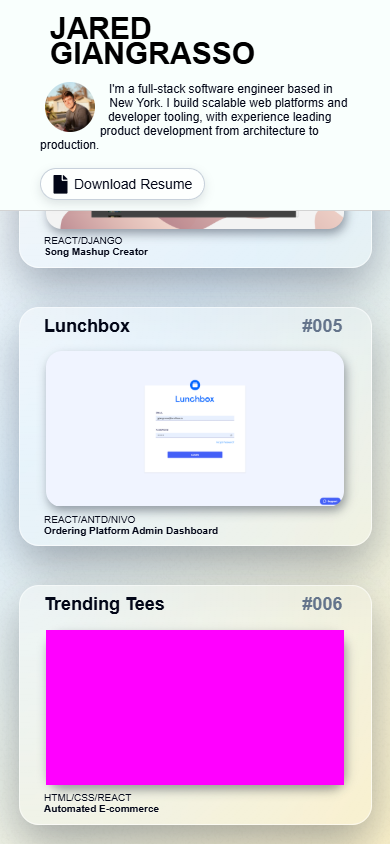 JARED
GIANGRASSO
I'm a full-stack software engineer based in
New York. I build scalable web platforms and
developer tooling, with experience leading
product development from architecture to
production.
Download Resume
REACT/DJANGO
Song Mashup Creator
Lunchbox
#005
Lunchbox
REACT/ANTD/NIVO
Ordering Platform Admin Dashboard
Trending Tees
#006
HTML/CSS/REACT
Automated E-commerce